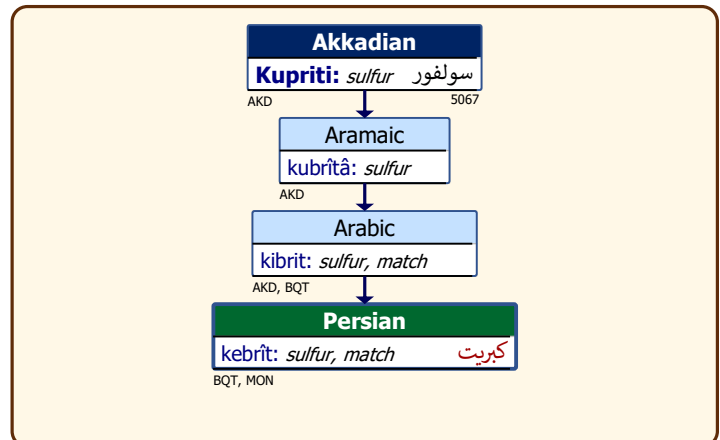 Akkadian
Kupriti: sulfur سولفور
AKD 5067
Aramaic
kubrîtâ: sulfur
AKD
Arabic
kibrit: sulfur, match
AKD, BQT
Persian
kebrît: sulfur, match کبریت
BQT, MON